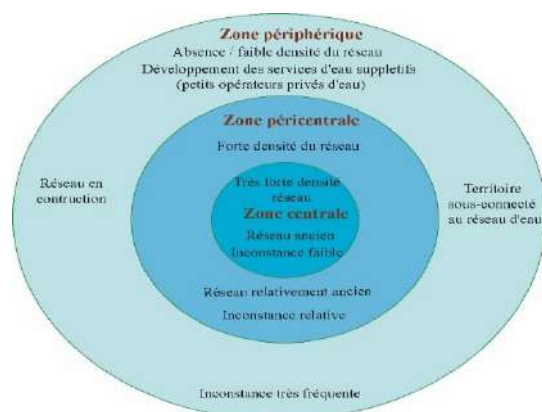 Zone périphérique
Absence / faible densité du réseau
Développement des services d'eau suppletifs
(petits opérateurs privés d'eau)
Zone péricentrale
Forte densité du réseau
Réseau en
contruction
Très forte densité
réseau
Zone centrale
Réseau ancien
Inconstance faible
Territoire
sous-connecté
au réseau d'eau
Réseau relativement ancien
Inconstance relative
Inconstance très fréquente